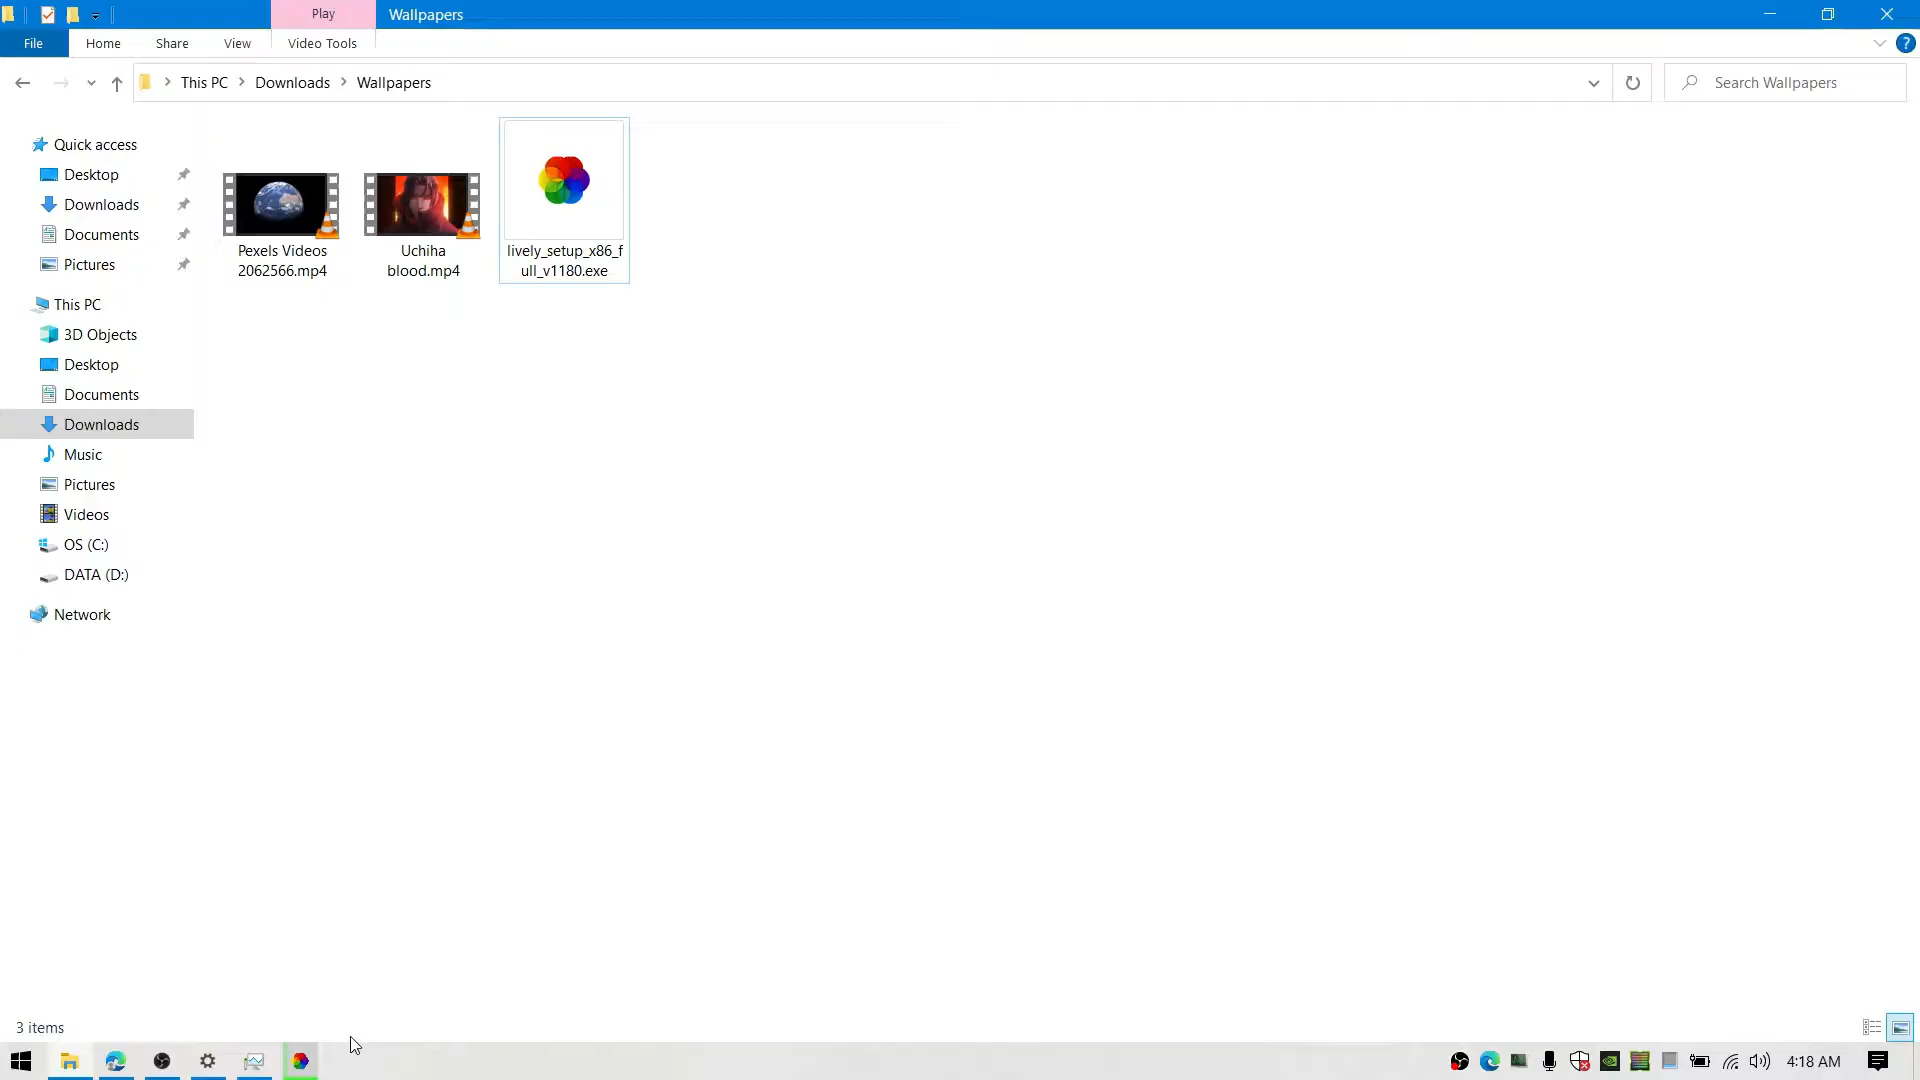 Play
Wallpapers
File
Home
Share
View
Video Tools
?
This PC
Downloads
Wallpapers
Search Wallpapers
Quick access
Desktop
Downloads
Documents
Pictures
This PC
3D Objects
Desktop
Documents
Downloads
Music
Pictures
Videos
OS (C:)
DATA (D:)
Network
Pexels Videos
2062566.mp4
Uchiha
blood.mp4
lively_setup_x86_f
ull_v1180.exe
3 items
4:18 AM